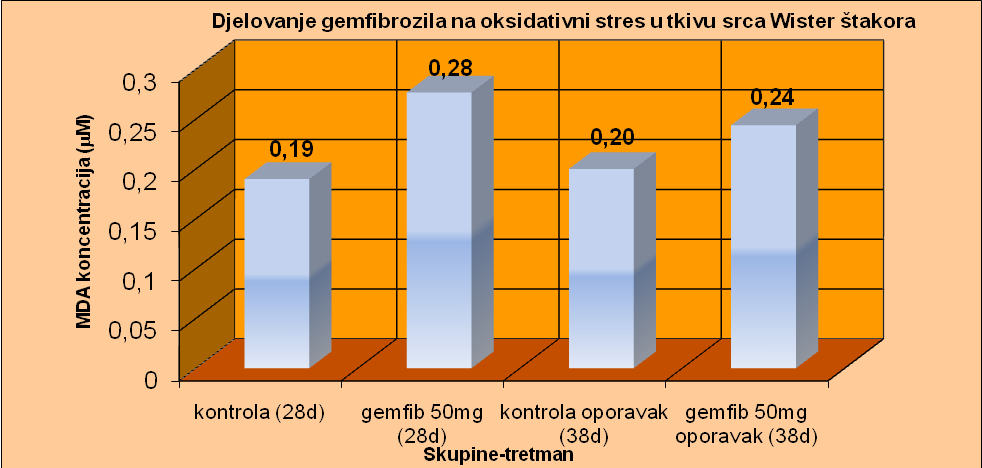 Djelovanje gemfibrozila na oksidativni stres u tkivu srca Wister štakora
MDA koncentracija (µM)
0,3
0,25
0,2
0,15
0,1
0,05
0
0,19
0,28
0,20
0,24
kontrola (28d)
gemfib 50mg
(28d)
kontrola oporavak
(38d)
gemfib 50mg
oporavak (38d)
Skupine-tretman